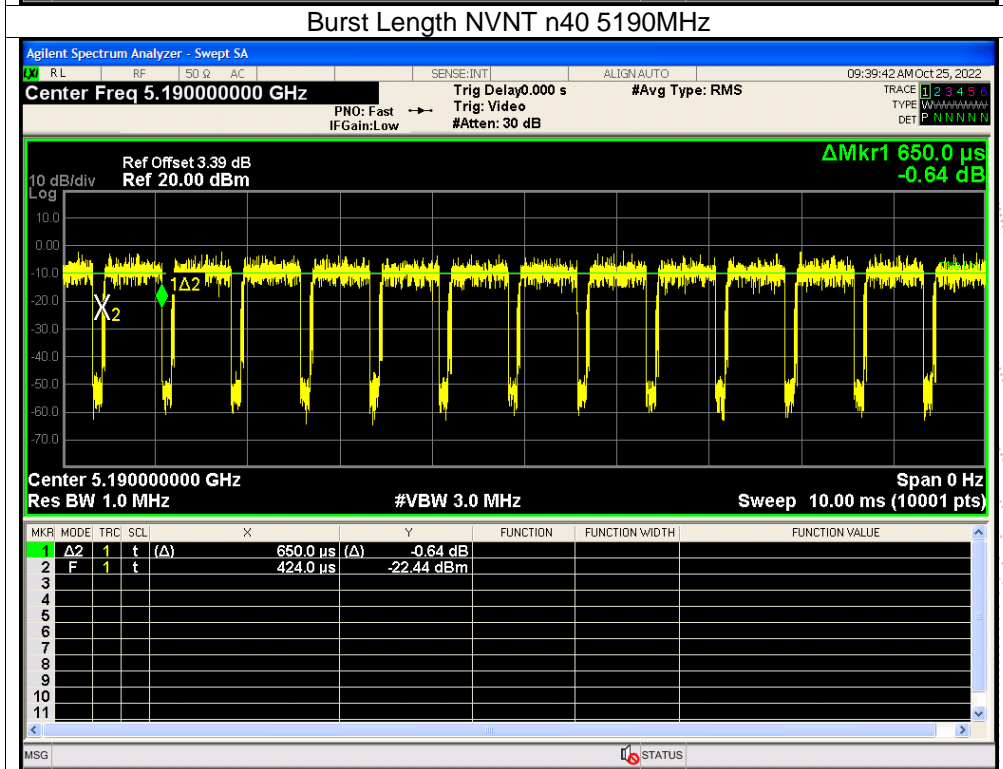 Burst Length NVNT n40 5190MHz
Agilent Spectrum Analyzer - Swept SA
LXI RL RF 50 Ω AC SENSE:INT ALIGN AUTO 09:39:42 AM Oct 25, 2022
Center Freq 5.190000000 GHz Trig Delay0.000 s #Avg Type: RMS TRACE 1 2 3 4 5 6
PNO: Fast Trig: Video TYPE
IFGain:Low #Atten: 30 dB DET P N N N N N
ΔMkr1 650.0 µs
Ref Offset 3.39 dB
10 dB/div Ref 20.00 dBm -0.64 dB
Log
10.0
0.00
-10.0
1Δ2
-20.0
X2
-30.0
-40.0
-50.0
-60.0
-70.0
Center 5.190000000 GHz Span 0 Hz
Res BW 1.0 MHz #VBW 3.0 MHz Sweep 10.00 ms (10001 pts)
MKR MODE TRC SCL X Y FUNCTION FUNCTION WIDTH FUNCTION VALUE
1 Δ2 1 t (Δ) 650.0 µs (Δ) -0.64 dB
2 F 1 t 424.0 µs -22.44 dBm
3
4
5
6
7
8
9
10
11
MSG STATUS